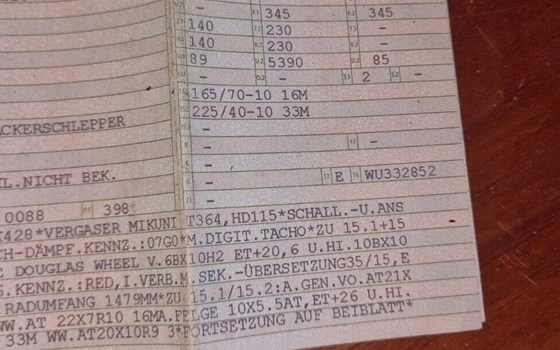 - 345 345
140 230 -
140 230 -
89 5390 85
- - 2 -
165/70-10 16M
225/40-10 33M
ACKERSCHLEPPER -
- -
L.NICHT BEK. - E WU332852
0088 398 -
X428*VERGASER MIKUNI T364,HD115*SCHALL.-U.ANS
CH-DÄMPF.KENNZ.:07G0*M.DIGIT.TACHO*ZU 15.1+15
E DOUGLAS WHEEL V.6BX10H2 ET+20,6 U.HI.10BX10
S.KENNZ.:RED,I.VERB.M.SEK.-ÜBERSETZUNG35/15,E
RADUMFANG 1479MM*ZU 15.1/15.2:A.GEN.VO.AT21X
WW.AT 22X7R10 16MA.FELGE 10X5.5AT,ET+26 U.HI.
33M WW.AT20X10R9 3*FORTSETZUNG AUF BEIBLATT*